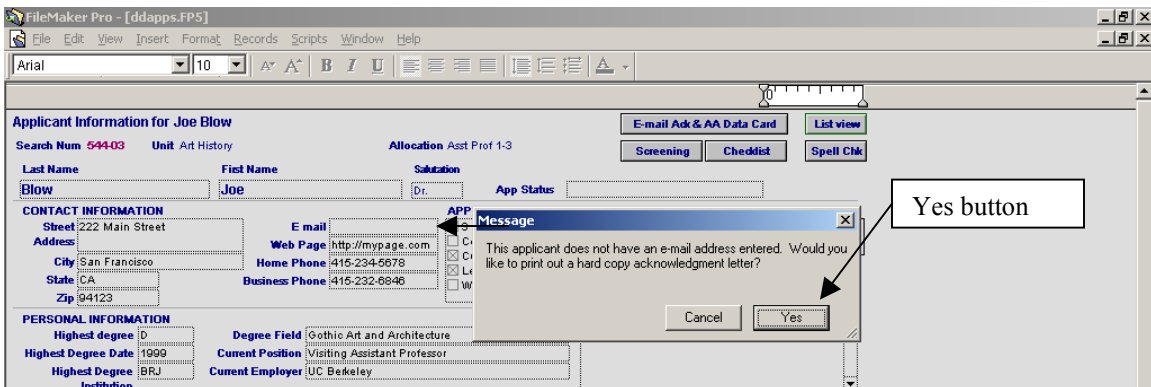 FileMaker Pro - [ddapps.FP5]
File Edit View Insert Format Records Scripts Window Help
Arial 10 B I U A
0
Applicant Information for Joe Blow E-mail Ack & AA Data Card List view
Search Num 544-03 Unit Art History Allocation Asst Prof 1-3 Screening Checklist Spell Chk
Last Name First Name Salutation
Blow Joe Dr. App Status
Yes button
CONTACT INFORMATION APP
Street 222 Main Street E mail
Address Web Page http://mypage.com
City San Francisco Home Phone 415-234-5678
State CA Business Phone 415-232-6846
Zip 94123
Message
This applicant does not have an e-mail address entered. Would you
like to print out a hard copy acknowledgment letter?
Cancel Yes
PERSONAL INFORMATION
Highest degree D Degree Field Gothic Art and Architecture
Highest Degree Date 1999 Current Position Visiting Assistant Professor
Highest Degree BRJ Current Employer UC Berkeley
Institution